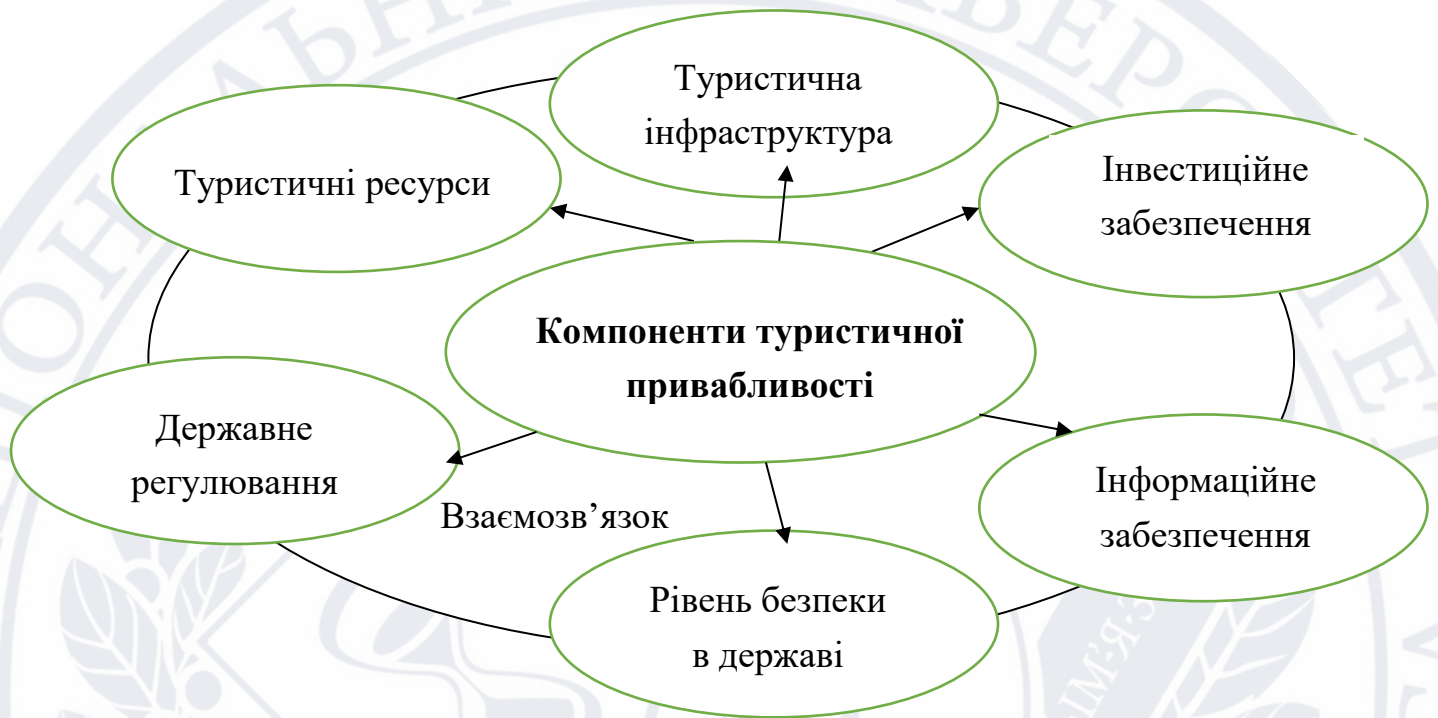 Туристична
інфраструктура
Туристичні ресурси
Інвестиційне
забезпечення
Компоненти туристичної
привабливості
Державне
регулювання
Інформаційне
забезпечення
Взаємозв’язок
Рівень безпеки
в державі